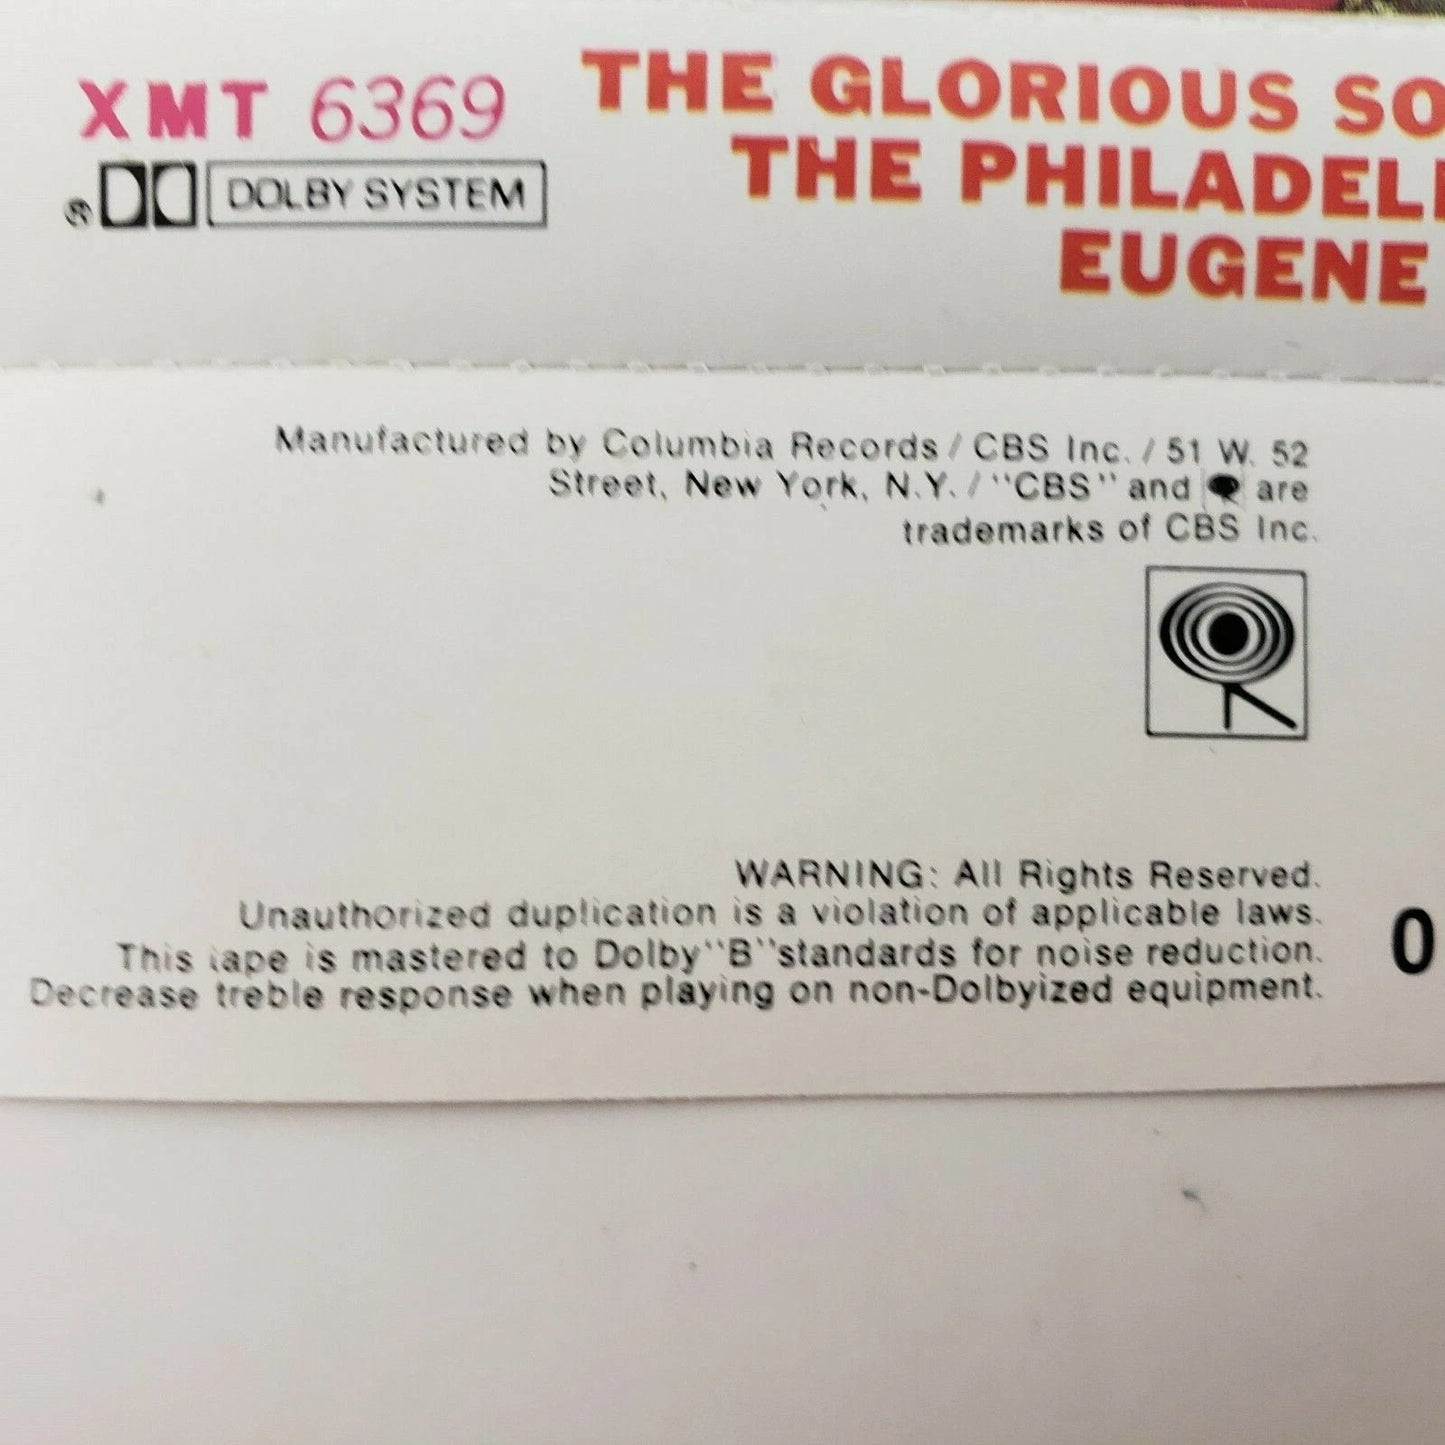 XMT 6369
® DOLBY SYSTEM
THE GLORIOUS SO
THE PHILADEL
EUGENE
Manufactured by Columbia Records / CBS Inc. / 51 W. 52
Street, New York, N.Y. / "CBS" and are
trademarks of CBS Inc.
WARNING: All Rights Reserved.
Unauthorized duplication is a violation of applicable laws.
This tape is mastered to Dolby "B" standards for noise reduction.
Decrease treble response when playing on non-Dolbyized equipment.
0